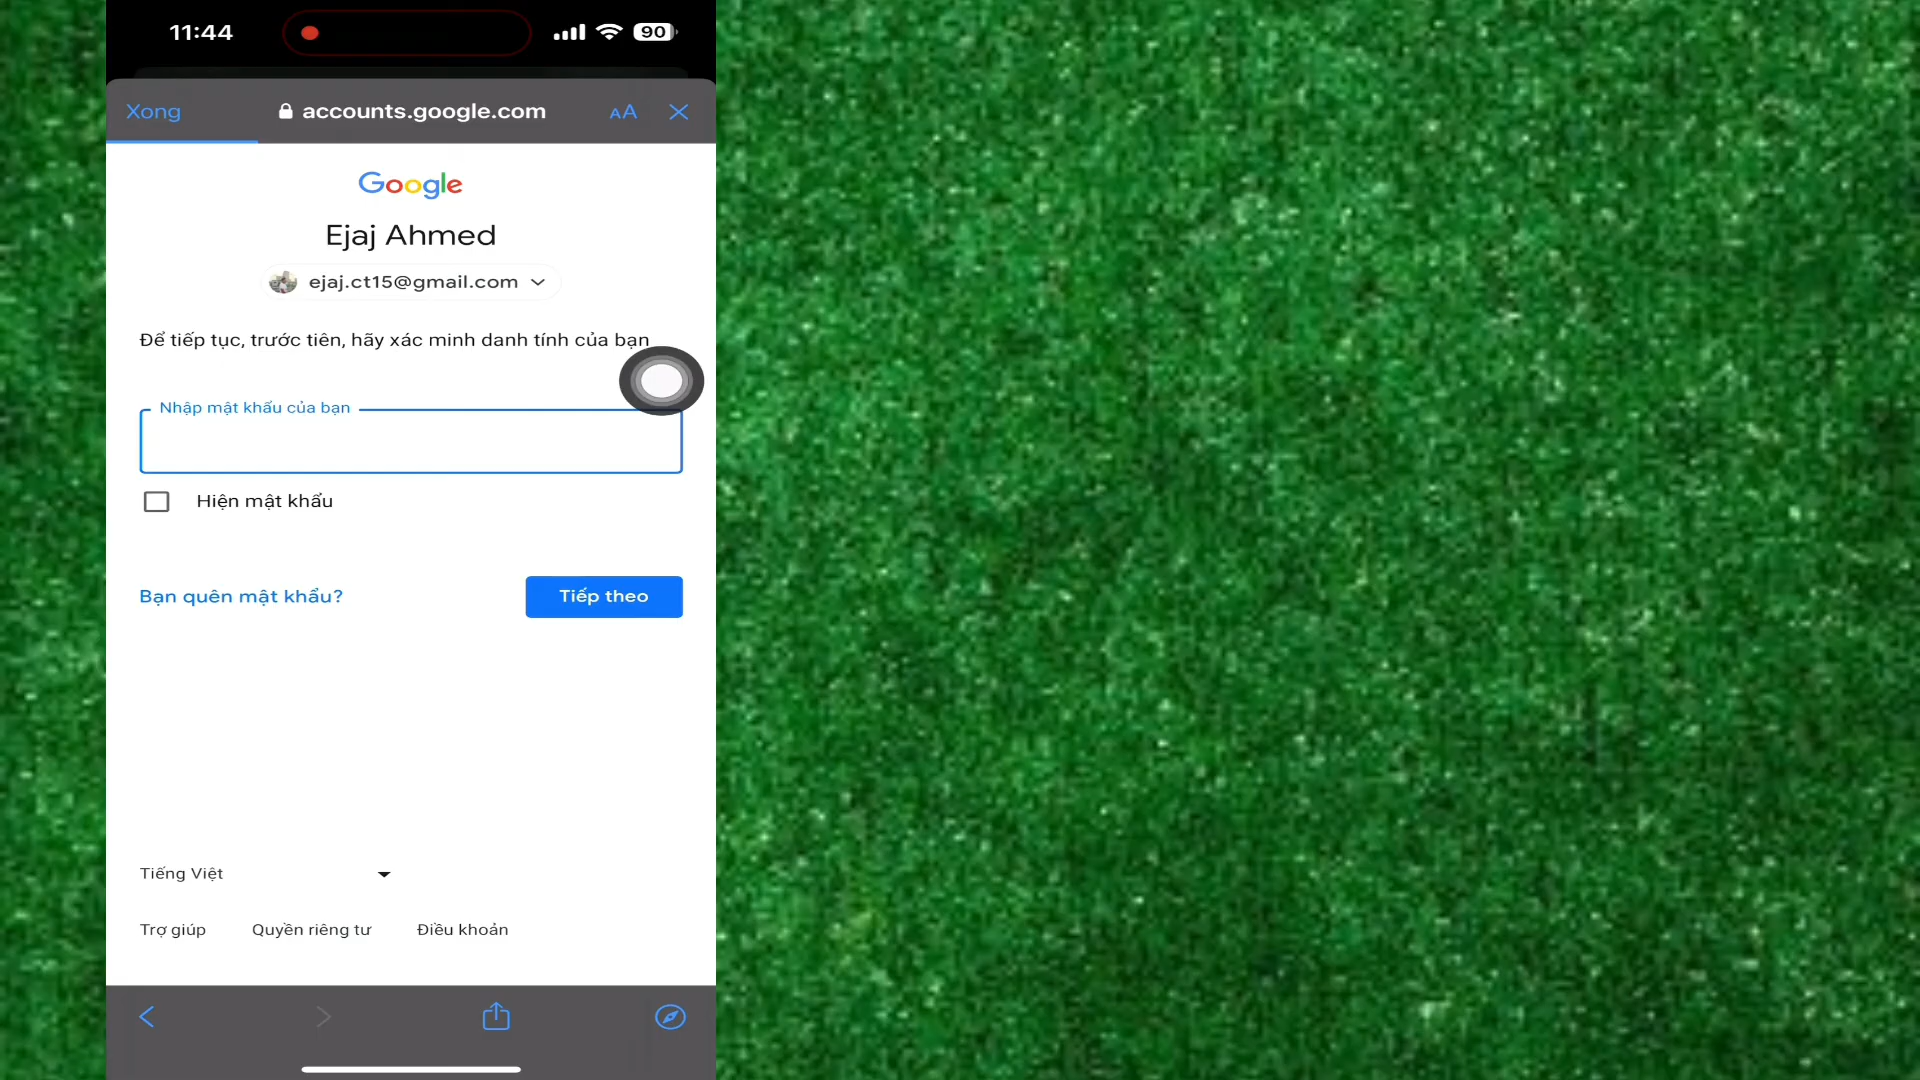 11:44
90
Xong
accounts.google.com
AA
Google
Ejaj Ahmed
ejaj.ct15@gmail.com
Để tiếp tục, trước tiên, hãy xác minh danh tính của bạn
Nhập mật khẩu của bạn
Hiện mật khẩu
Bạn quên mật khẩu?
Tiếp theo
Tiếng Việt
Trợ giúp
Quyền riêng tư
Điều khoản